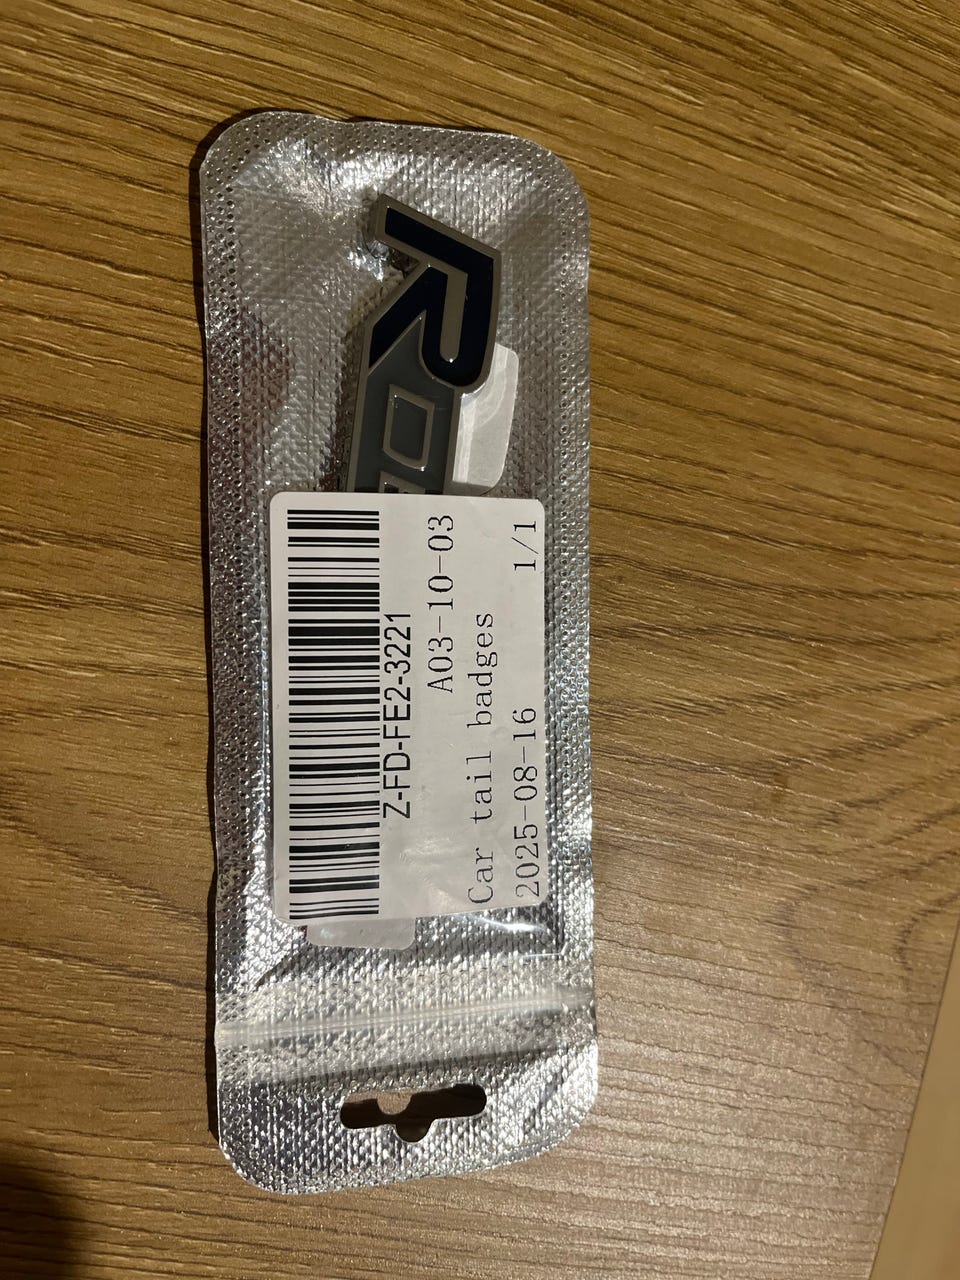 R D
Z-FD-FE2-3221
A03-10-03
Car tail badges
2025-08-16 1/1